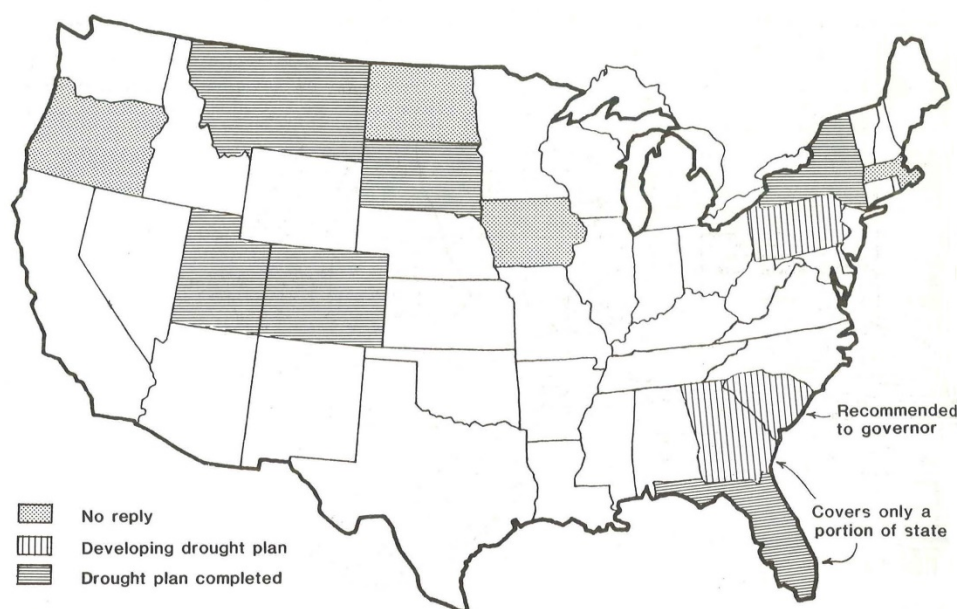 Recommended
to governor
Covers only a
portion of state
No reply
Developing drought plan
Drought plan completed